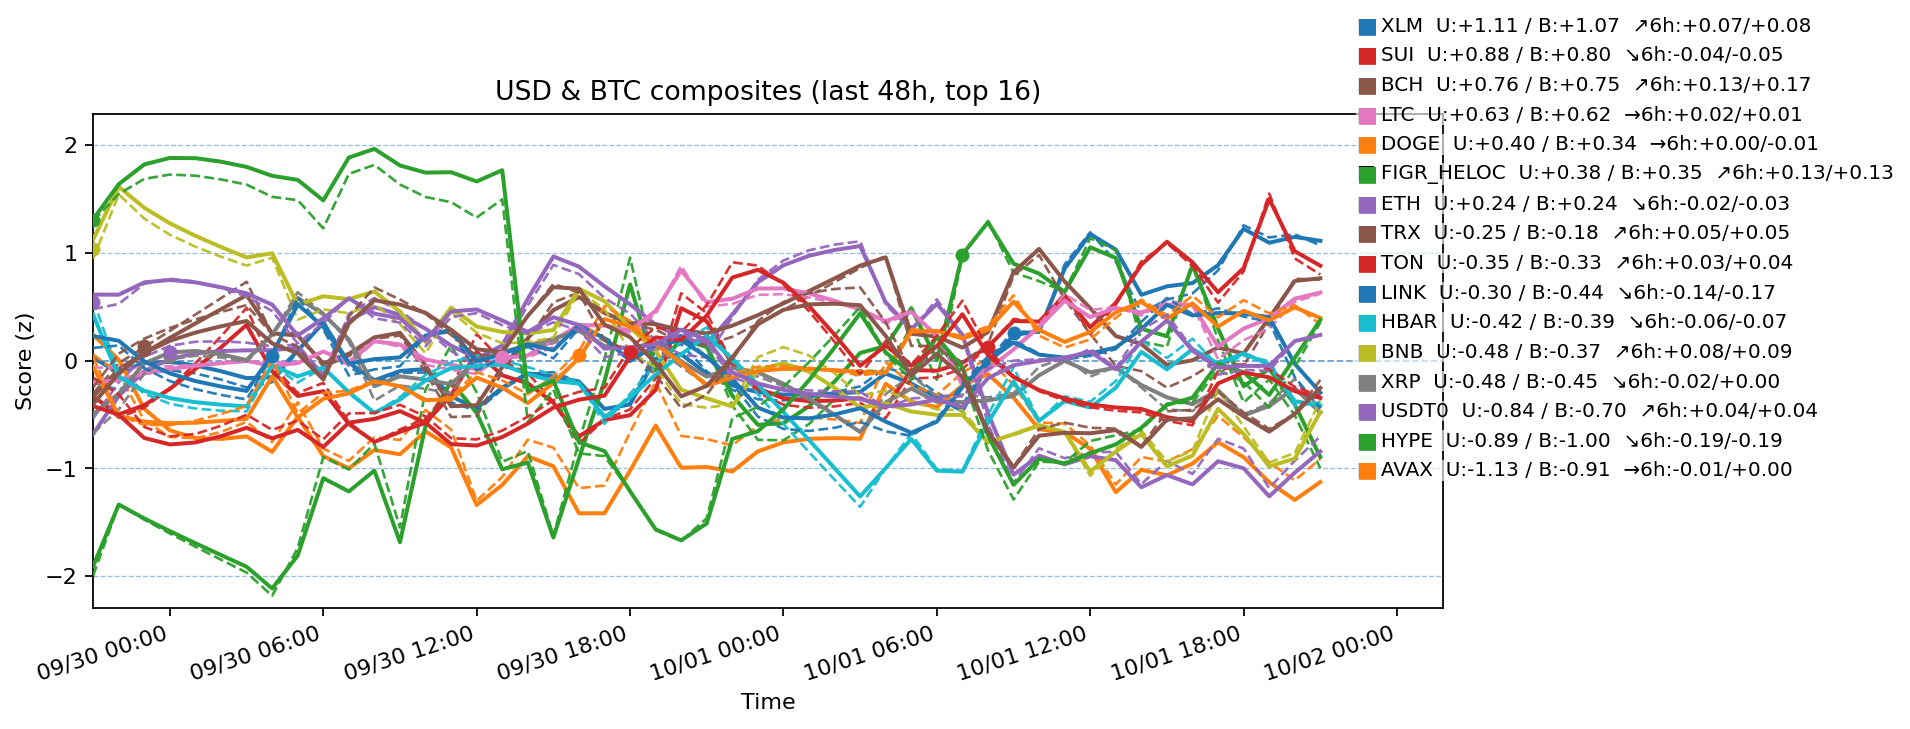 XLM  U:+1.11 / B:+1.07  ↗6h:+0.07/+0.08
SUI  U:+0.88 / B:+0.80  ↘6h:-0.04/-0.05
BCH  U:+0.76 / B:+0.75  ↗6h:+0.13/+0.17
LTC  U:+0.63 / B:+0.62  →6h:+0.02/+0.01
DOGE  U:+0.40 / B:+0.34  →6h:+0.00/-0.01
FIGR_HELOC  U:+0.38 / B:+0.35  ↗6h:+0.13/+0.13
ETH  U:+0.24 / B:+0.24  ↘6h:-0.02/-0.03
TRX  U:-0.25 / B:-0.18  ↗6h:+0.05/+0.05
TON  U:-0.35 / B:-0.33  ↗6h:+0.03/+0.04
LINK  U:-0.30 / B:-0.44  ↘6h:-0.14/-0.17
HBAR  U:-0.42 / B:-0.39  ↘6h:-0.06/-0.07
BNB  U:-0.48 / B:-0.37  ↗6h:+0.08/+0.09
XRP  U:-0.48 / B:-0.45  ↘6h:-0.02/+0.00
USDT0  U:-0.84 / B:-0.70  ↗6h:+0.04/+0.04
HYPE  U:-0.89 / B:-1.00  ↘6h:-0.19/-0.19
AVAX  U:-1.13 / B:-0.91  →6h:-0.01/+0.00
USD & BTC composites (last 48h, top 16)
Score (z)
2
1
0
−1
−2
09/30 00:00
09/30 06:00
09/30 12:00
09/30 18:00
10/01 00:00
10/01 06:00
10/01 12:00
10/01 18:00
10/02 00:00
Time